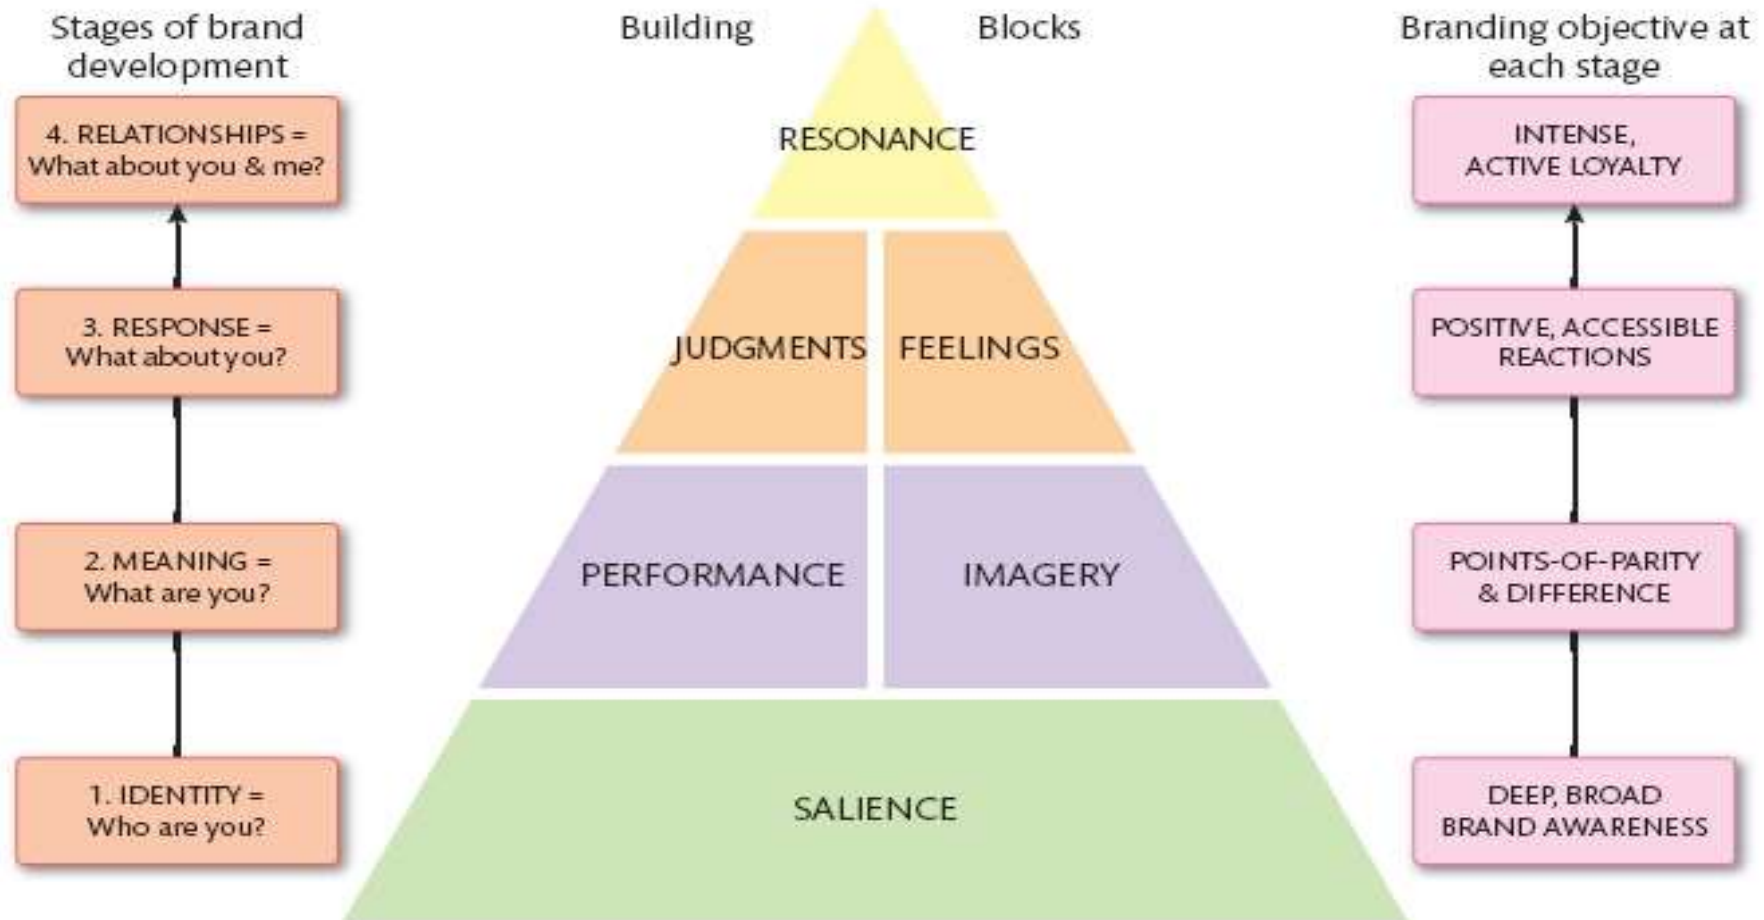 Stages of brand
development
Building Blocks
Branding objective at
each stage
4. RELATIONSHIPS =
What about you & me?
RESONANCE
INTENSE,
ACTIVE LOYALTY
3. RESPONSE =
What about you?
JUDGMENTS
FEELINGS
POSITIVE, ACCESSIBLE
REACTIONS
2. MEANING =
What are you?
PERFORMANCE
IMAGERY
POINTS-OF-PARITY
& DIFFERENCE
1. IDENTITY =
Who are you?
SALIENCE
DEEP, BROAD
BRAND AWARENESS